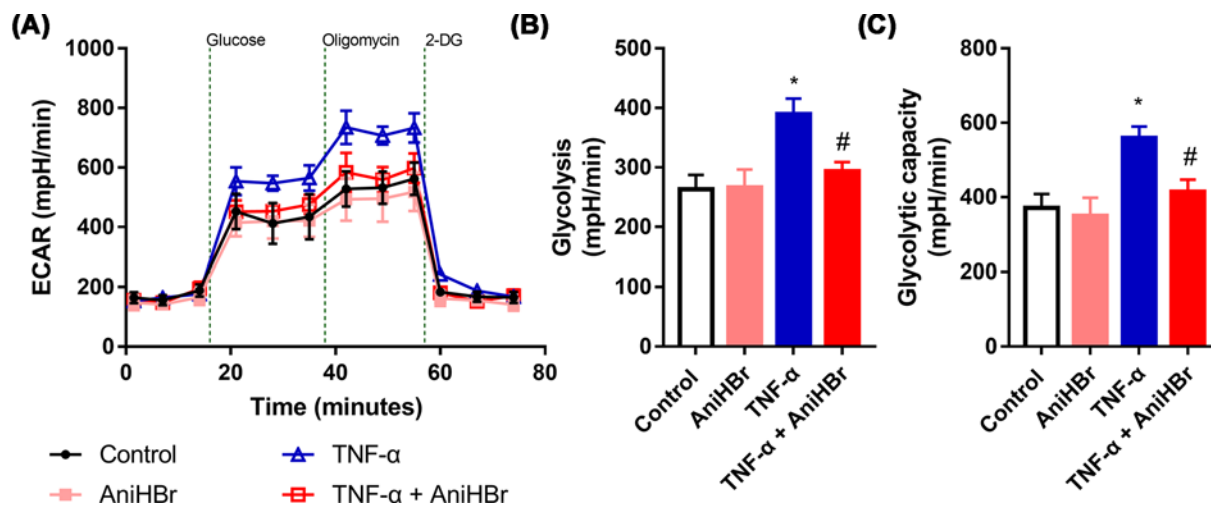 (A)
Glucose
Oligomycin
2-DG
1000
800
600
400
200
0
ECAR (mpH/min)
0
20
40
60
80
Time (minutes)
Control
TNF-α
AniHBr
TNF-α + AniHBr
(B)
500
400
300
200
100
0
Glycolysis
(mpH/min)
*
#
Control
AniHBr
TNF-α
TNF-α + AniHBr
(C)
800
600
400
200
0
Glycolytic capacity
(mpH/min)
*
#
Control
AniHBr
TNF-α
TNF-α + AniHBr